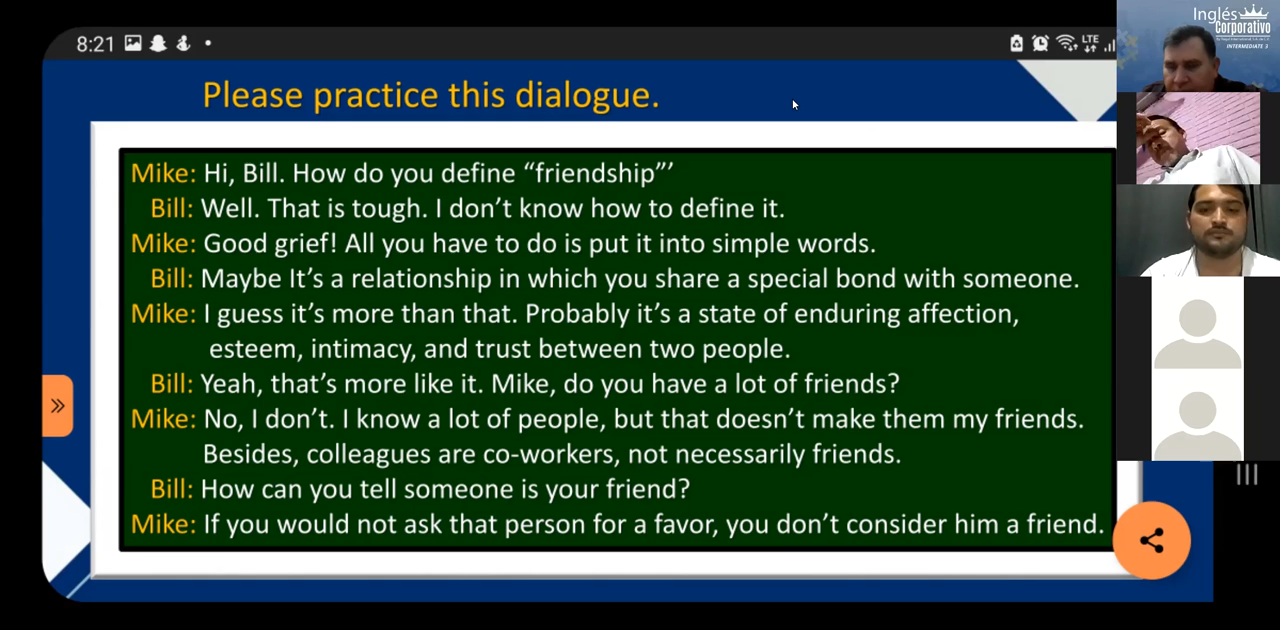 8:21
LTE
Inglés
Corporativo
INTERMEDIATE 3
Please practice this dialogue.
Mike: Hi, Bill. How do you define “friendship”’
Bill: Well. That is tough. I don’t know how to define it.
Mike: Good grief! All you have to do is put it into simple words.
Bill: Maybe It’s a relationship in which you share a special bond with someone.
Mike: I guess it’s more than that. Probably it’s a state of enduring affection,
esteem, intimacy, and trust between two people.
Bill: Yeah, that’s more like it. Mike, do you have a lot of friends?
Mike: No, I don’t. I know a lot of people, but that doesn’t make them my friends.
Besides, colleagues are co-workers, not necessarily friends.
Bill: How can you tell someone is your friend?
Mike: If you would not ask that person for a favor, you don’t consider him a friend.